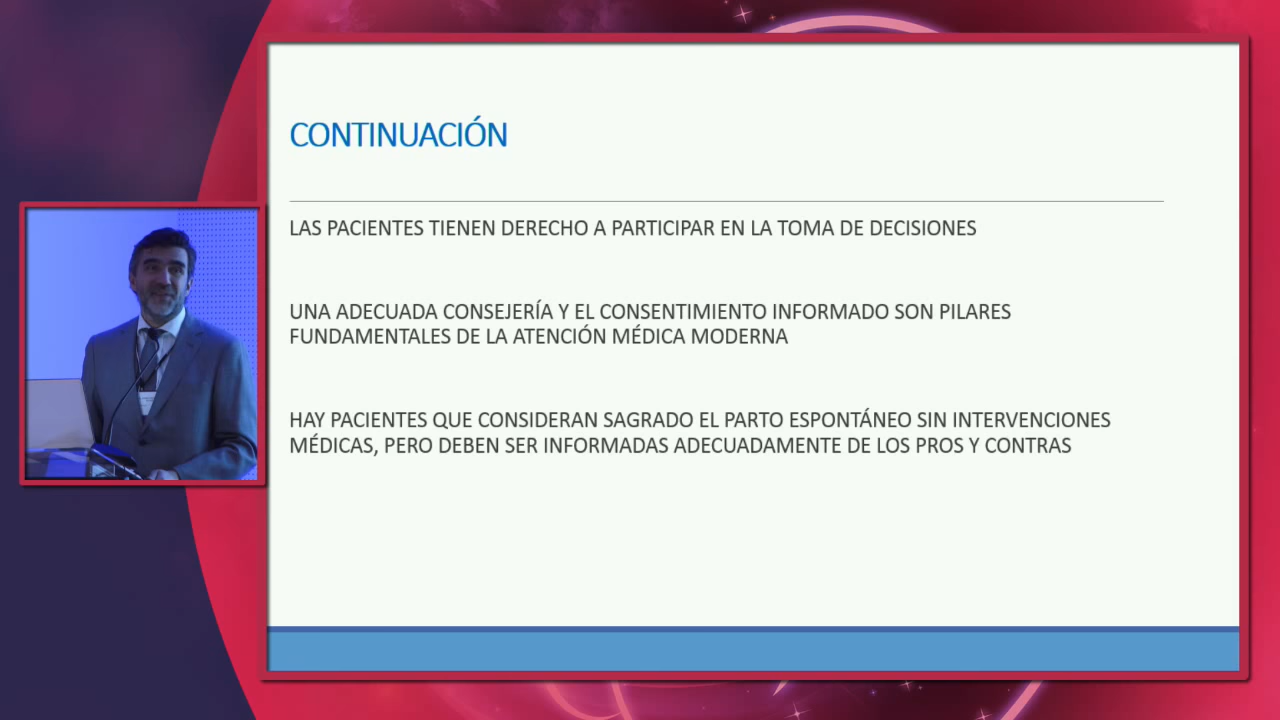 CONTINUACIÓN
LAS PACIENTES TIENEN DERECHO A PARTICIPAR EN LA TOMA DE DECISIONES
UNA ADECUADA CONSEJERÍA Y EL CONSENTIMIENTO INFORMADO SON PILARES
FUNDAMENTALES DE LA ATENCIÓN MÉDICA MODERNA
HAY PACIENTES QUE CONSIDERAN SAGRADO EL PARTO ESPONTÁNEO SIN INTERVENCIONES
MÉDICAS, PERO DEBEN SER INFORMADAS ADECUADAMENTE DE LOS PROS Y CONTRAS